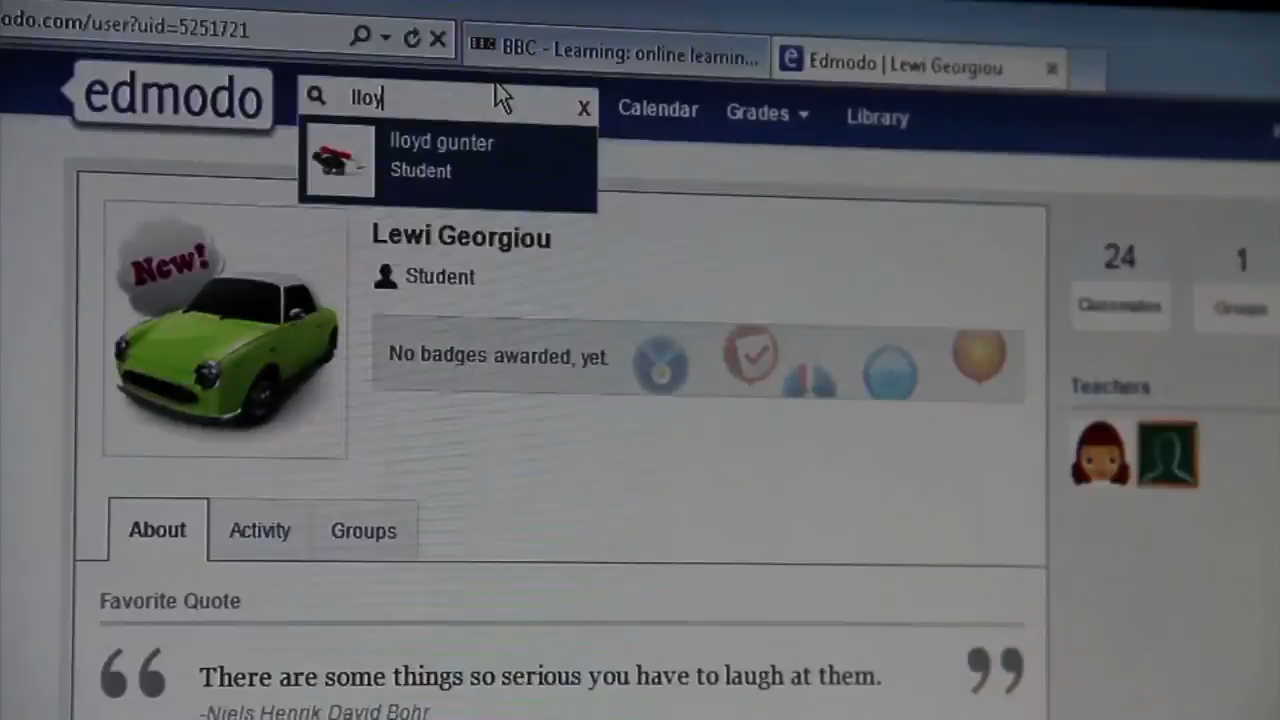 odo.com/user?uid=5251721
BBC - Learning: online learnin...
Edmodo | Lewi Georgiou
edmodo
lloy
X
Calendar
Grades
Library
lloyd gunter
Student
New!
Lewi Georgiou
Student
No badges awarded, yet.
24
1
Classmates
Groups
Teachers
About
Activity
Groups
Favorite Quote
“ There are some things so serious you have to laugh at them. ”
-Niels Henrik David Bohr